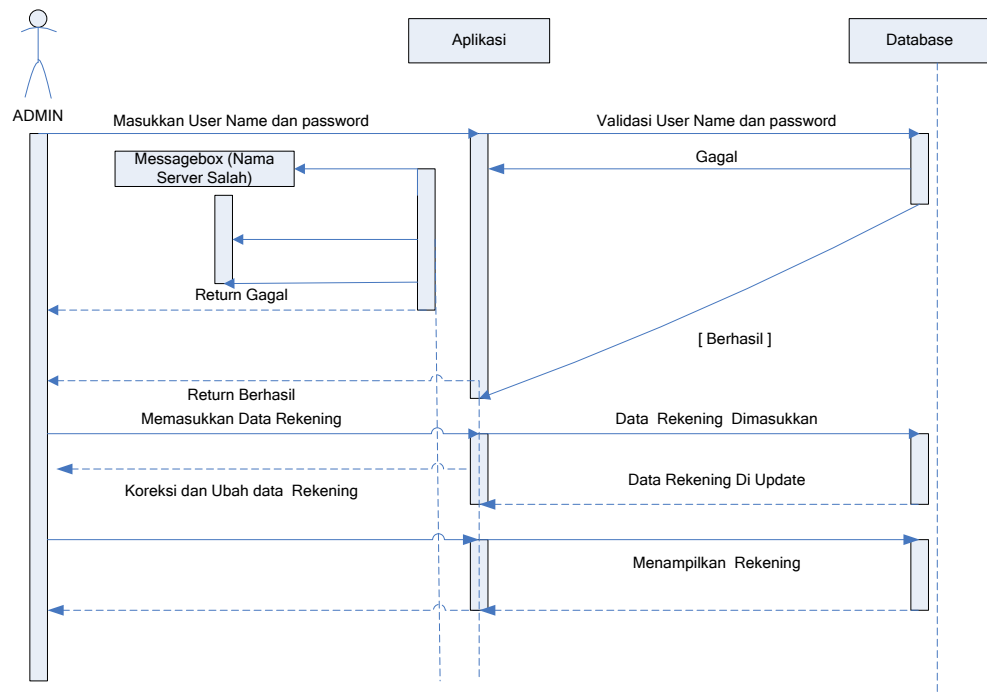 Aplikasi
Database
ADMIN
Masukkan User Name dan password
Validasi User Name dan password
Messagebox (Nama
Server Salah)
Gagal
Return Gagal
[ Berhasil ]
Return Berhasil
Memasukkan Data Rekening
Data Rekening Dimasukkan
Koreksi dan Ubah data Rekening
Data Rekening Di Update
Menampilkan Rekening